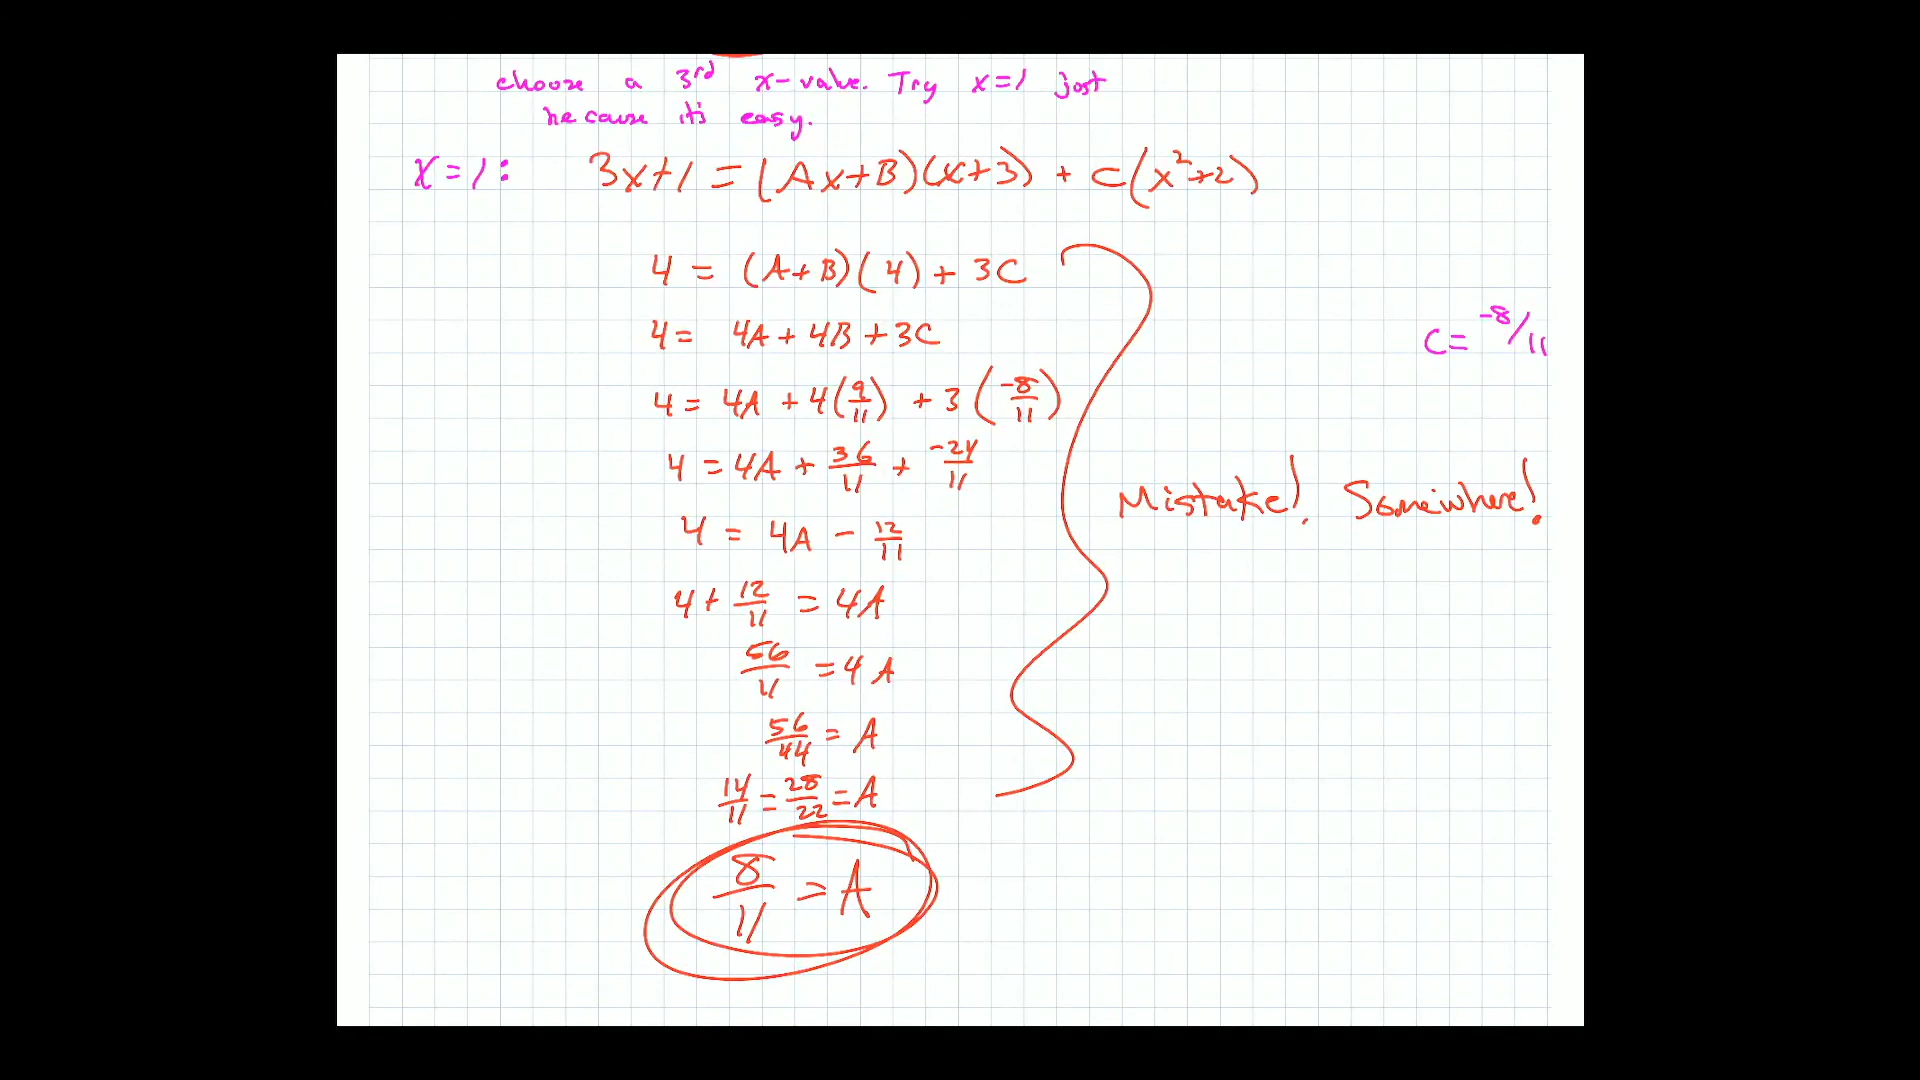 choose a 3rd x-value. Try x=1 just
because it's easy.
x=1: 3x+1 = (Ax+B)(x+3) + C(x²+2)
4 = (A+B)(4) + 3C
4 = 4A + 4B + 3C
C = -8/11
4 = 4A + 4(9/11) + 3(-8/11)
4 = 4A + 36/11 + -24/11
Mistake! Somewhere!
4 = 4A - 12/11
4 + 12/11 = 4A
56/11 = 4A
56/44 = A
14/11 = 28/22 = A
8/11 = A